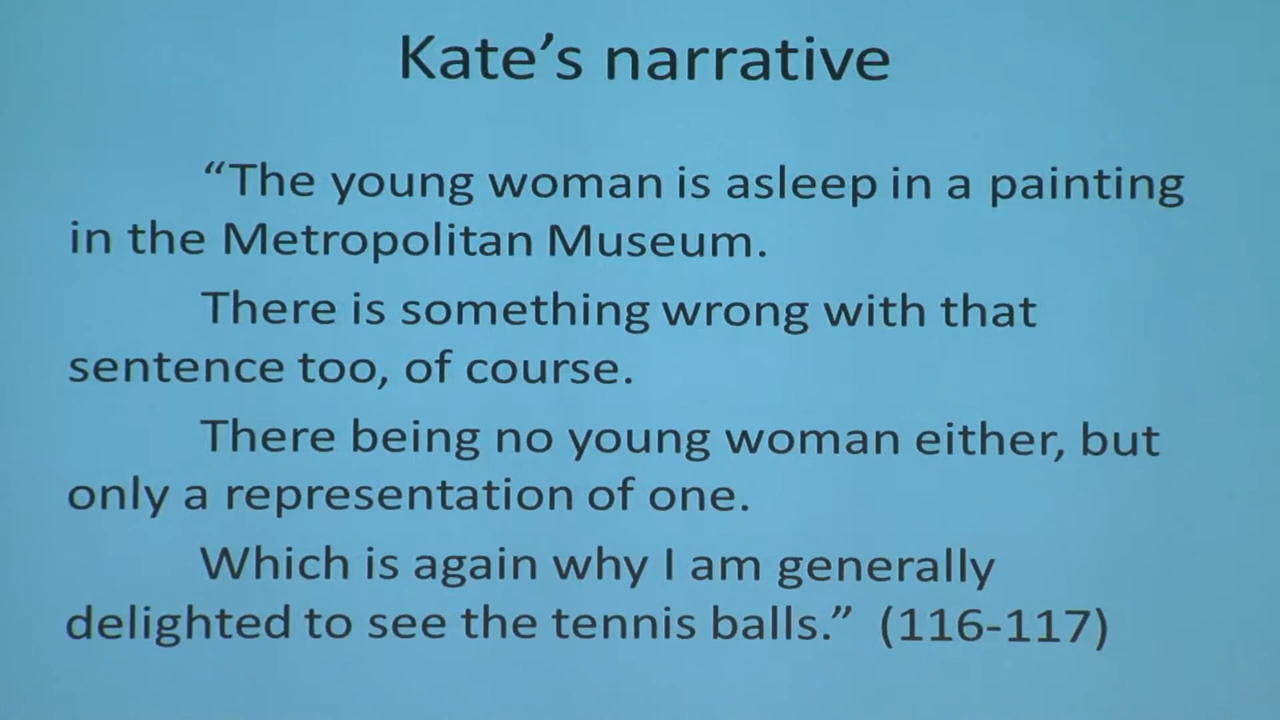 Kate’s narrative
“The young woman is asleep in a painting
in the Metropolitan Museum.
There is something wrong with that
sentence too, of course.
There being no young woman either, but
only a representation of one.
Which is again why I am generally
delighted to see the tennis balls.” (116-117)